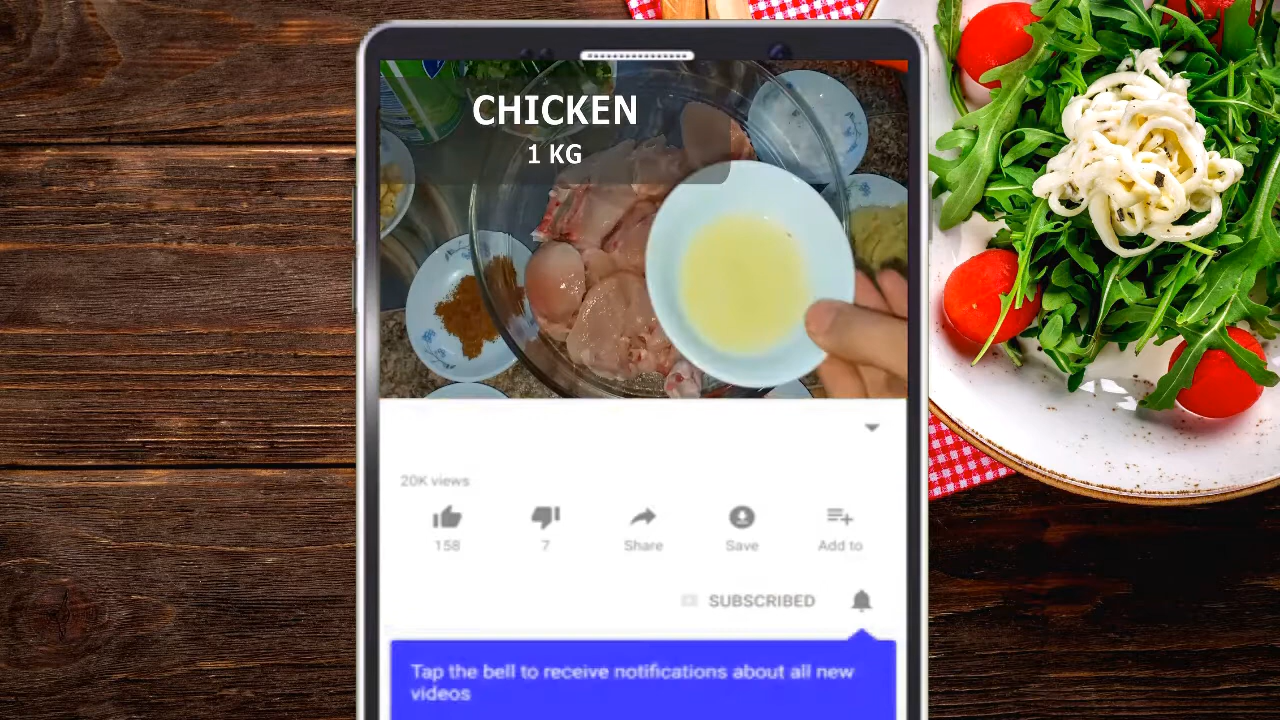 CHICKEN
1 KG
20K views
158
7
Share
Save
Add to
SUBSCRIBED
Tap the bell to receive notifications about all new
videos